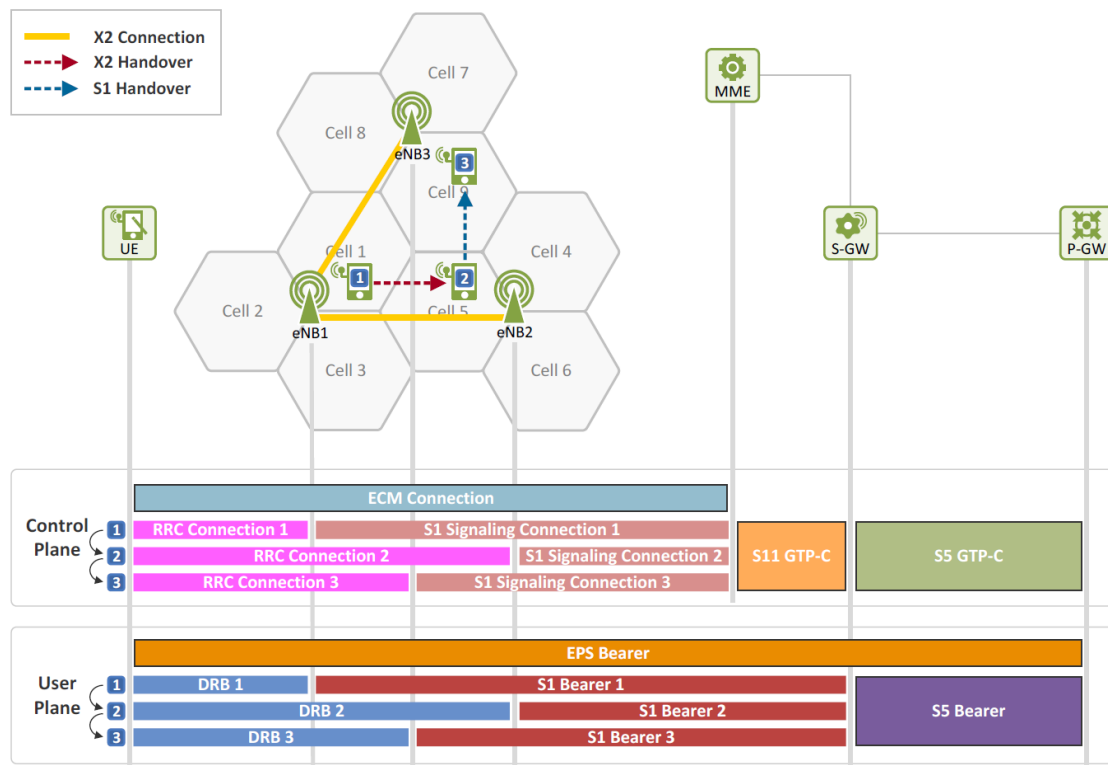 X2 Connection
X2 Handover
S1 Handover
Cell 7
MME
Cell 8
eNB3
3
Cell 9
UE
S-GW
P-GW
Cell 1
Cell 4
1
2
Cell 2
Cell 5
eNB1
eNB2
Cell 3
Cell 6
ECM Connection
Control
Plane
1
RRC Connection 1
S1 Signaling Connection 1
2
RRC Connection 2
S1 Signaling Connection 2
3
RRC Connection 3
S1 Signaling Connection 3
S11 GTP-C
S5 GTP-C
EPS Bearer
User
Plane
1
DRB 1
S1 Bearer 1
2
DRB 2
S1 Bearer 2
3
DRB 3
S1 Bearer 3
S5 Bearer